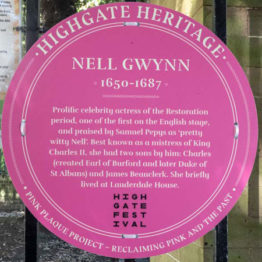 HIGHGATE HERITAGE
NELL GWYNN
1650-1687
Prolific celebrity actress of the Restoration
period, one of the first on the English stage,
and praised by Samuel Pepys as 'pretty
witty Nell'. Best known as a mistress of King
Charles II, she had two sons by him: Charles
(created Earl of Burford and later Duke of
St Albans) and James Beauclerk. She briefly
lived at Lauderdale House.
HIGH
GATE
FEST
IVAL
PINK PLAQUE PROJECT – RECLAIMING PINK AND THE PAST